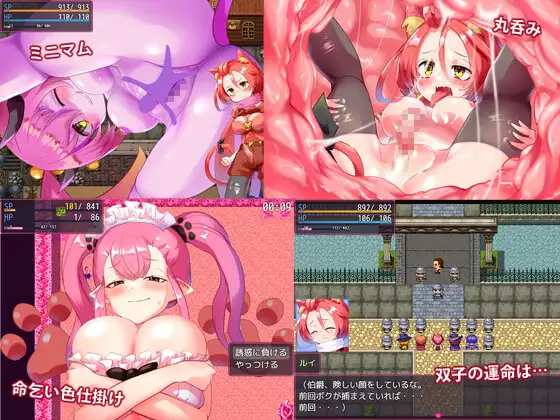 SP 913/ 913
HP 110/ 110
ミニマム
丸呑み
SP 101/ 841
HP 1/ 86
00:09
誘惑に負ける
やっつける
命乞い色仕掛け
SP 892/ 892
HP 106/ 106
ルイ
双子の運命は・・・
（伯爵、険しい顔をしているな。
前回ボクが捕まえていれば・・・
前回・・・）